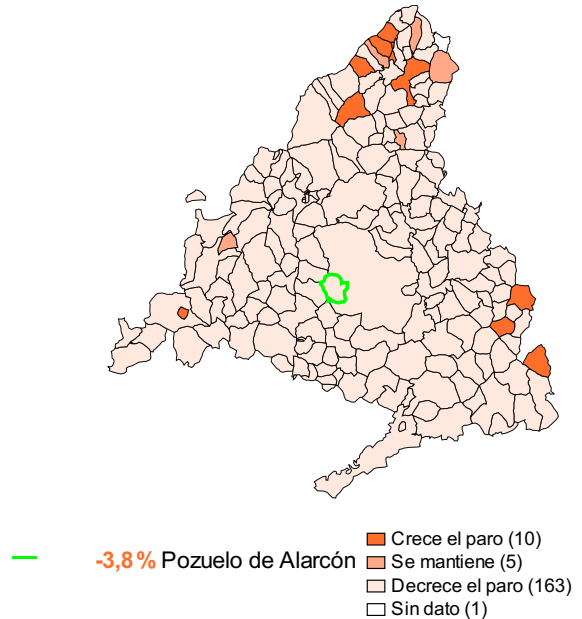 -3,8 % Pozuelo de Alarcón
Crece el paro (10)
Se mantiene (5)
Decrece el paro (163)
Sin dato (1)